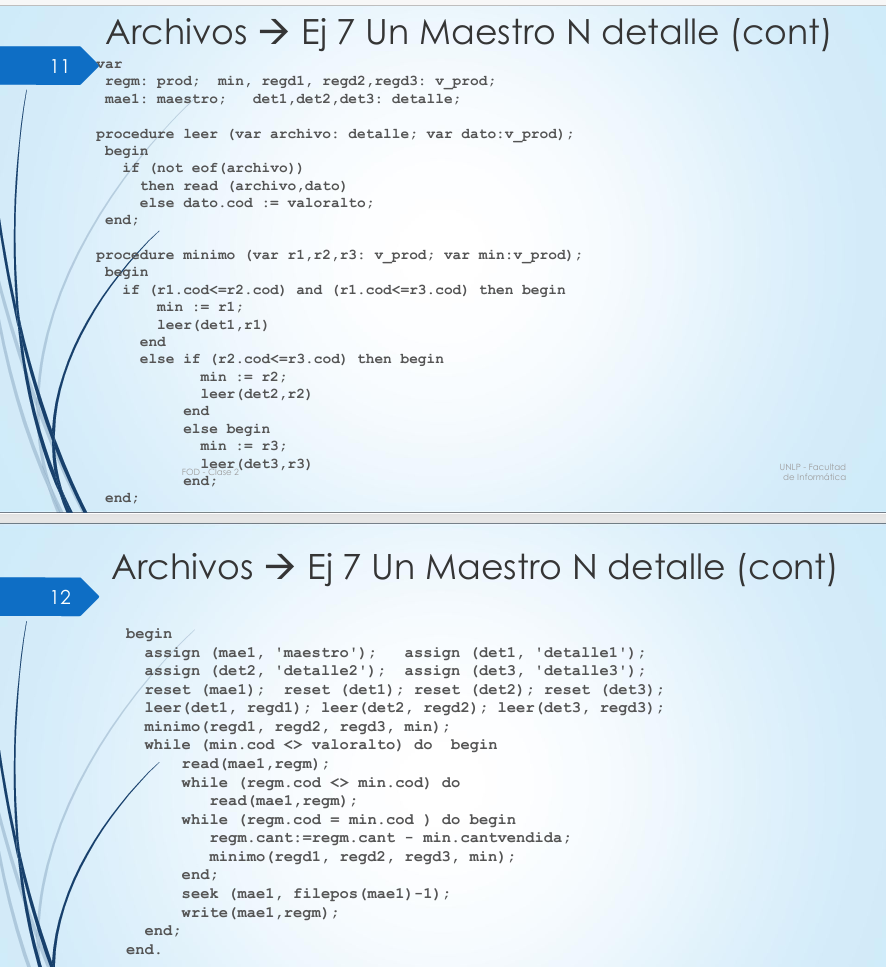 Archivos → Ej 7 Un Maestro N detalle (cont)
11
var
regm: prod;  min, regd1, regd2,regd3: v_prod;
mae1: maestro;   det1,det2,det3: detalle;
procedure leer (var archivo: detalle; var dato:v_prod);
begin
if (not eof(archivo))
then read (archivo,dato)
else dato.cod := valoralto;
end;
procedure minimo (var r1,r2,r3: v_prod; var min:v_prod);
begin
if (r1.cod<=r2.cod) and (r1.cod<=r3.cod) then begin
min := r1;
leer(det1,r1)
end
else if (r2.cod<=r3.cod) then begin
min := r2;
leer(det2,r2)
end
else begin
min := r3;
leer(det3,r3)
end;
end;
FOD - Clase 2
UNLP - Facultad
de Informática
Archivos → Ej 7 Un Maestro N detalle (cont)
12
begin
assign (mae1, 'maestro');   assign (det1, 'detalle1');
assign (det2, 'detalle2');  assign (det3, 'detalle3');
reset (mae1);  reset (det1); reset (det2); reset (det3);
leer(det1, regd1); leer(det2, regd2); leer(det3, regd3);
minimo(regd1, regd2, regd3, min);
while (min.cod <> valoralto) do  begin
read(mae1,regm);
while (regm.cod <> min.cod) do
read(mae1,regm);
while (regm.cod = min.cod ) do begin
regm.cant:=regm.cant - min.cantvendida;
minimo(regd1, regd2, regd3, min);
end;
seek (mae1, filepos(mae1)-1);
write(mae1,regm);
end;
end.